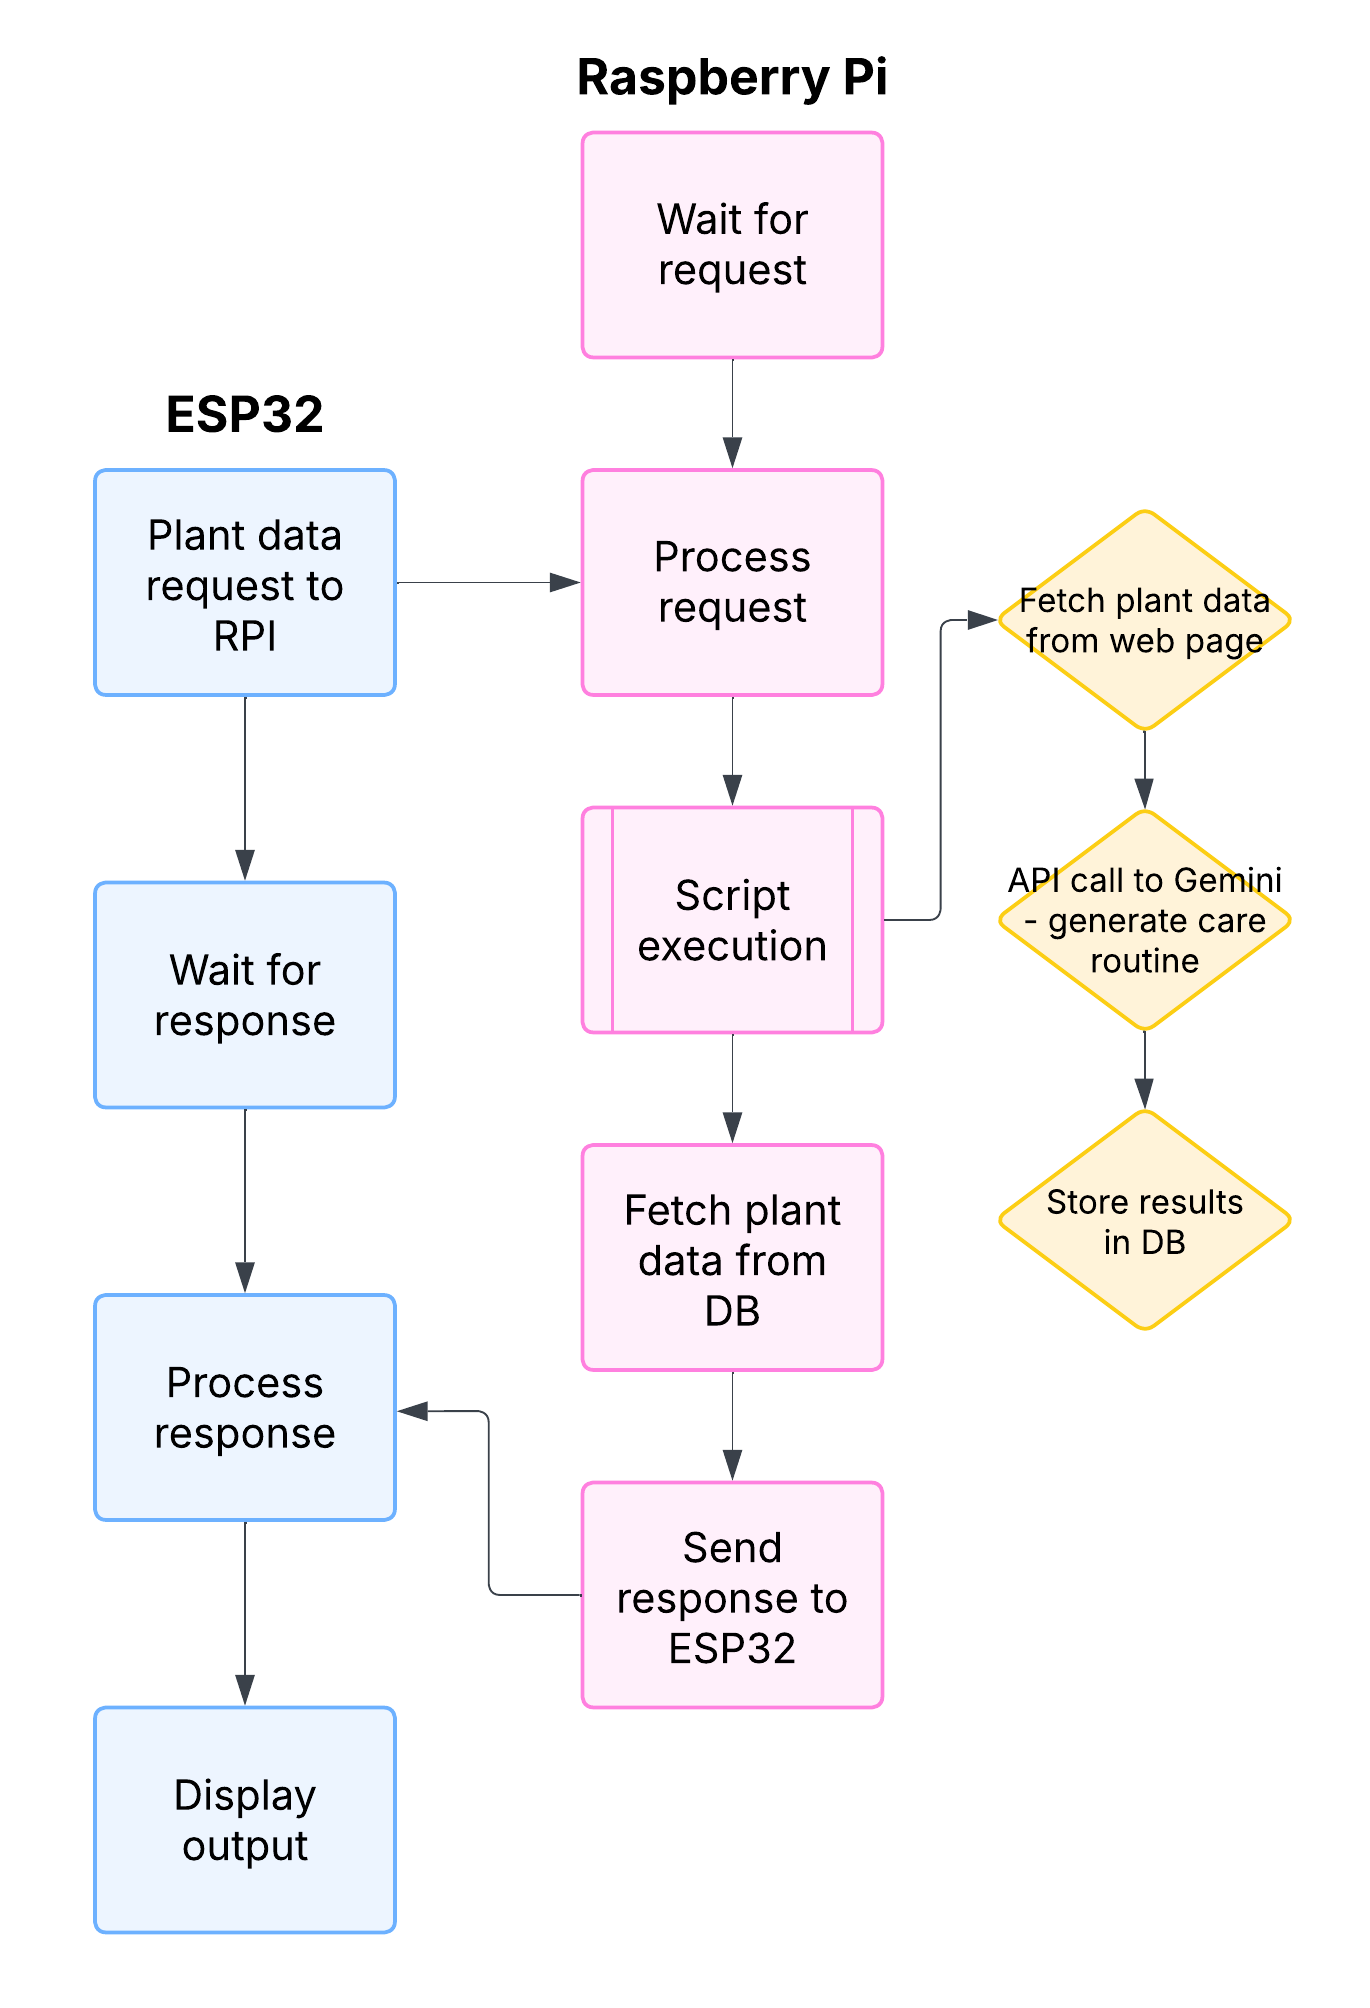 Raspberry Pi
Wait for
request
ESP32
Plant data
request to
RPI
Process
request
Fetch plant data
from web page
Script
execution
API call to Gemini
- generate care
routine
Wait for
response
Fetch plant
data from
DB
Store results
in DB
Process
response
Send
response to
ESP32
Display
output